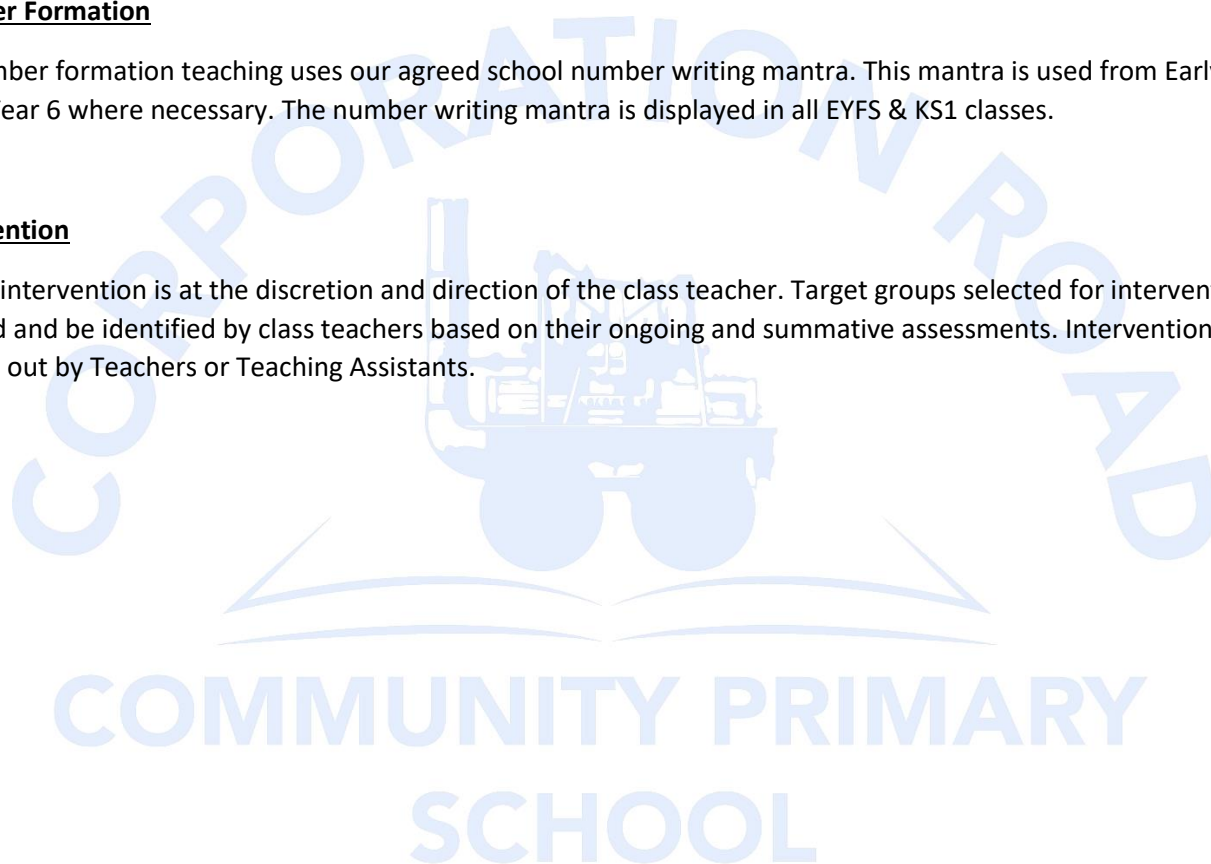 er Formation
nber formation teaching uses our agreed school number writing mantra. This mantra is used from Early
ear 6 where necessary. The number writing mantra is displayed in all EYFS & KS1 classes.
ention
intervention is at the discretion and direction of the class teacher. Target groups selected for interven
d and be identified by class teachers based on their ongoing and summative assessments. Intervention
out by Teachers or Teaching Assistants.
CORPORATION ROAD
COMMUNITY PRIMARY
SCHOOL